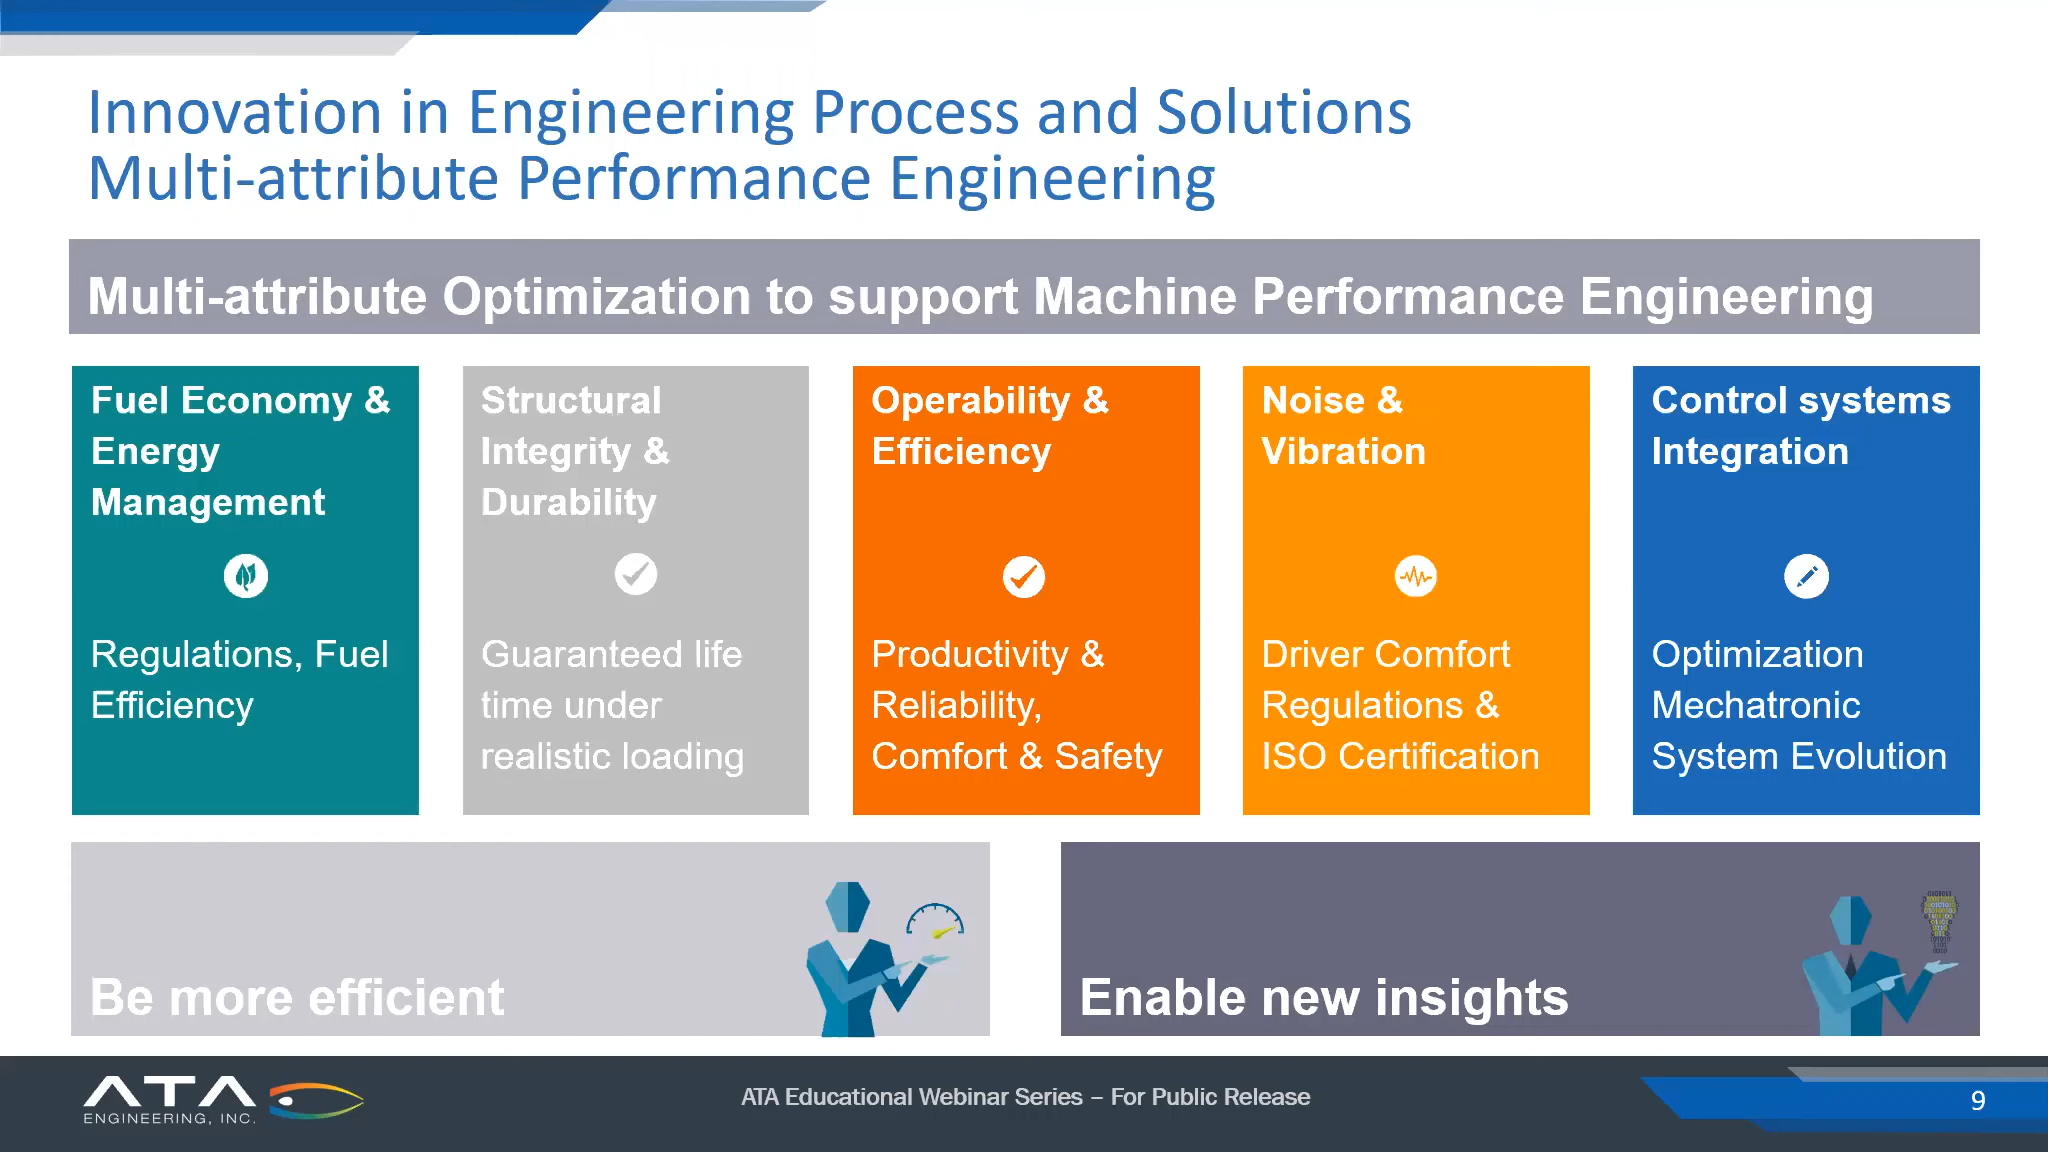 Innovation in Engineering Process and Solutions
Multi-attribute Performance Engineering
Multi-attribute Optimization to support Machine Performance Engineering
Fuel Economy &
Energy
Management
Regulations, Fuel
Efficiency
Structural
Integrity &
Durability
Guaranteed life
time under
realistic loading
Operability &
Efficiency
Productivity &
Reliability,
Comfort & Safety
Noise &
Vibration
Driver Comfort
Regulations &
ISO Certification
Control systems
Integration
Optimization
Mechatronic
System Evolution
Be more efficient
Enable new insights
ATA
ENGINEERING, INC.
ATA Educational Webinar Series – For Public Release
9